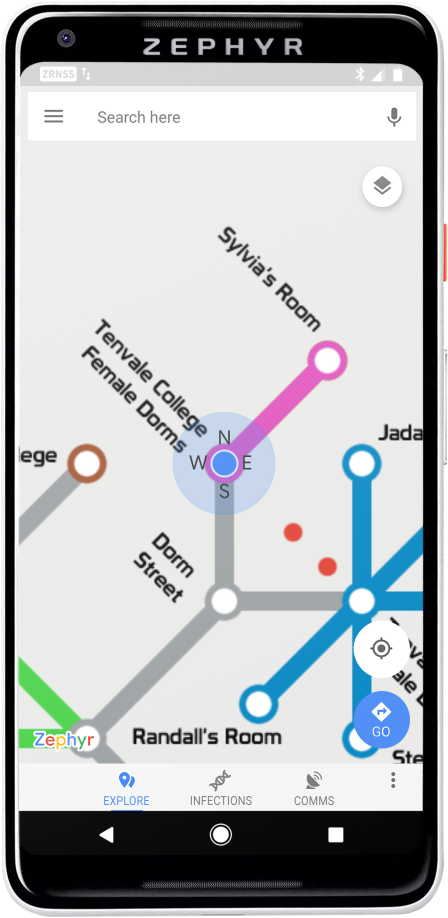 ZEPHYR
ZRNSS
Search here
Sylvia's Room
Tenvale College
Female Dorms
N
W E
S
Jada
lege
Dorm
Street
Randall's Room
Zephyr
GO
Ste
EXPLORE
INFECTIONS
COMMS